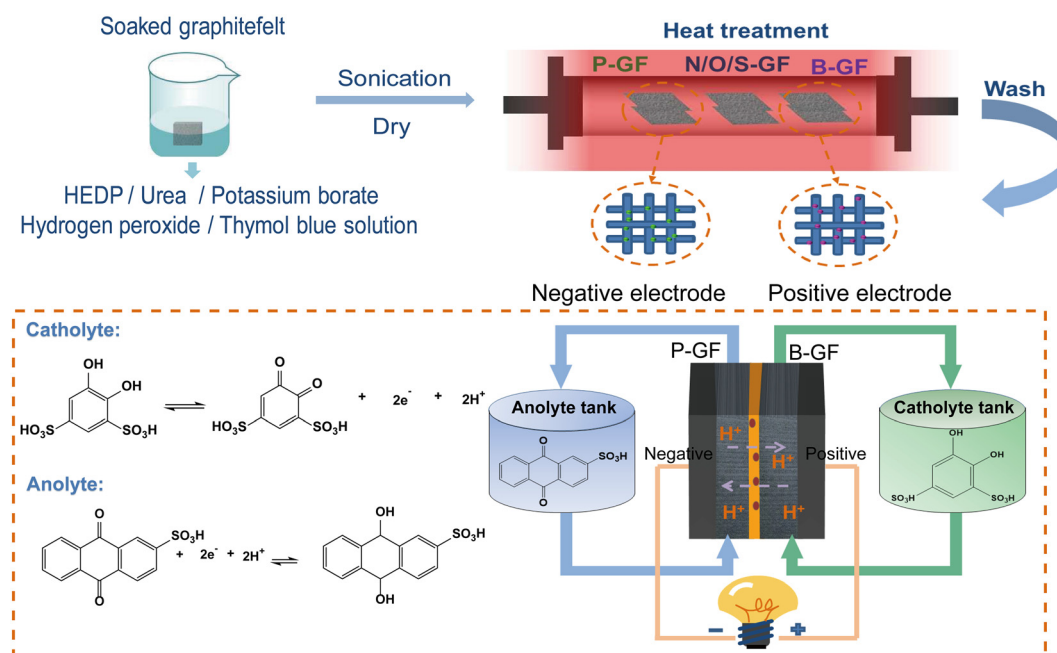 Soaked graphitefelt
Sonication
Dry
HEDP / Urea / Potassium borate
Hydrogen peroxide / Thymol blue solution
Heat treatment
P-GF N/O/S-GF B-GF
Wash
Negative electrode Positive electrode
Catholyte:
OH
OH
HO3S SO3H
O
O
HO3S SO3H
+ 2e- + 2H+
Anolyte:
O
SO3H
O
+ 2e- + 2H+
OH
SO3H
OH
P-GF B-GF
Anolyte tank
O
SO3H
O
Negative
H+
H+
H+ H+
Positive
Catholyte tank
OH
OH
SO3H SO3H
- +